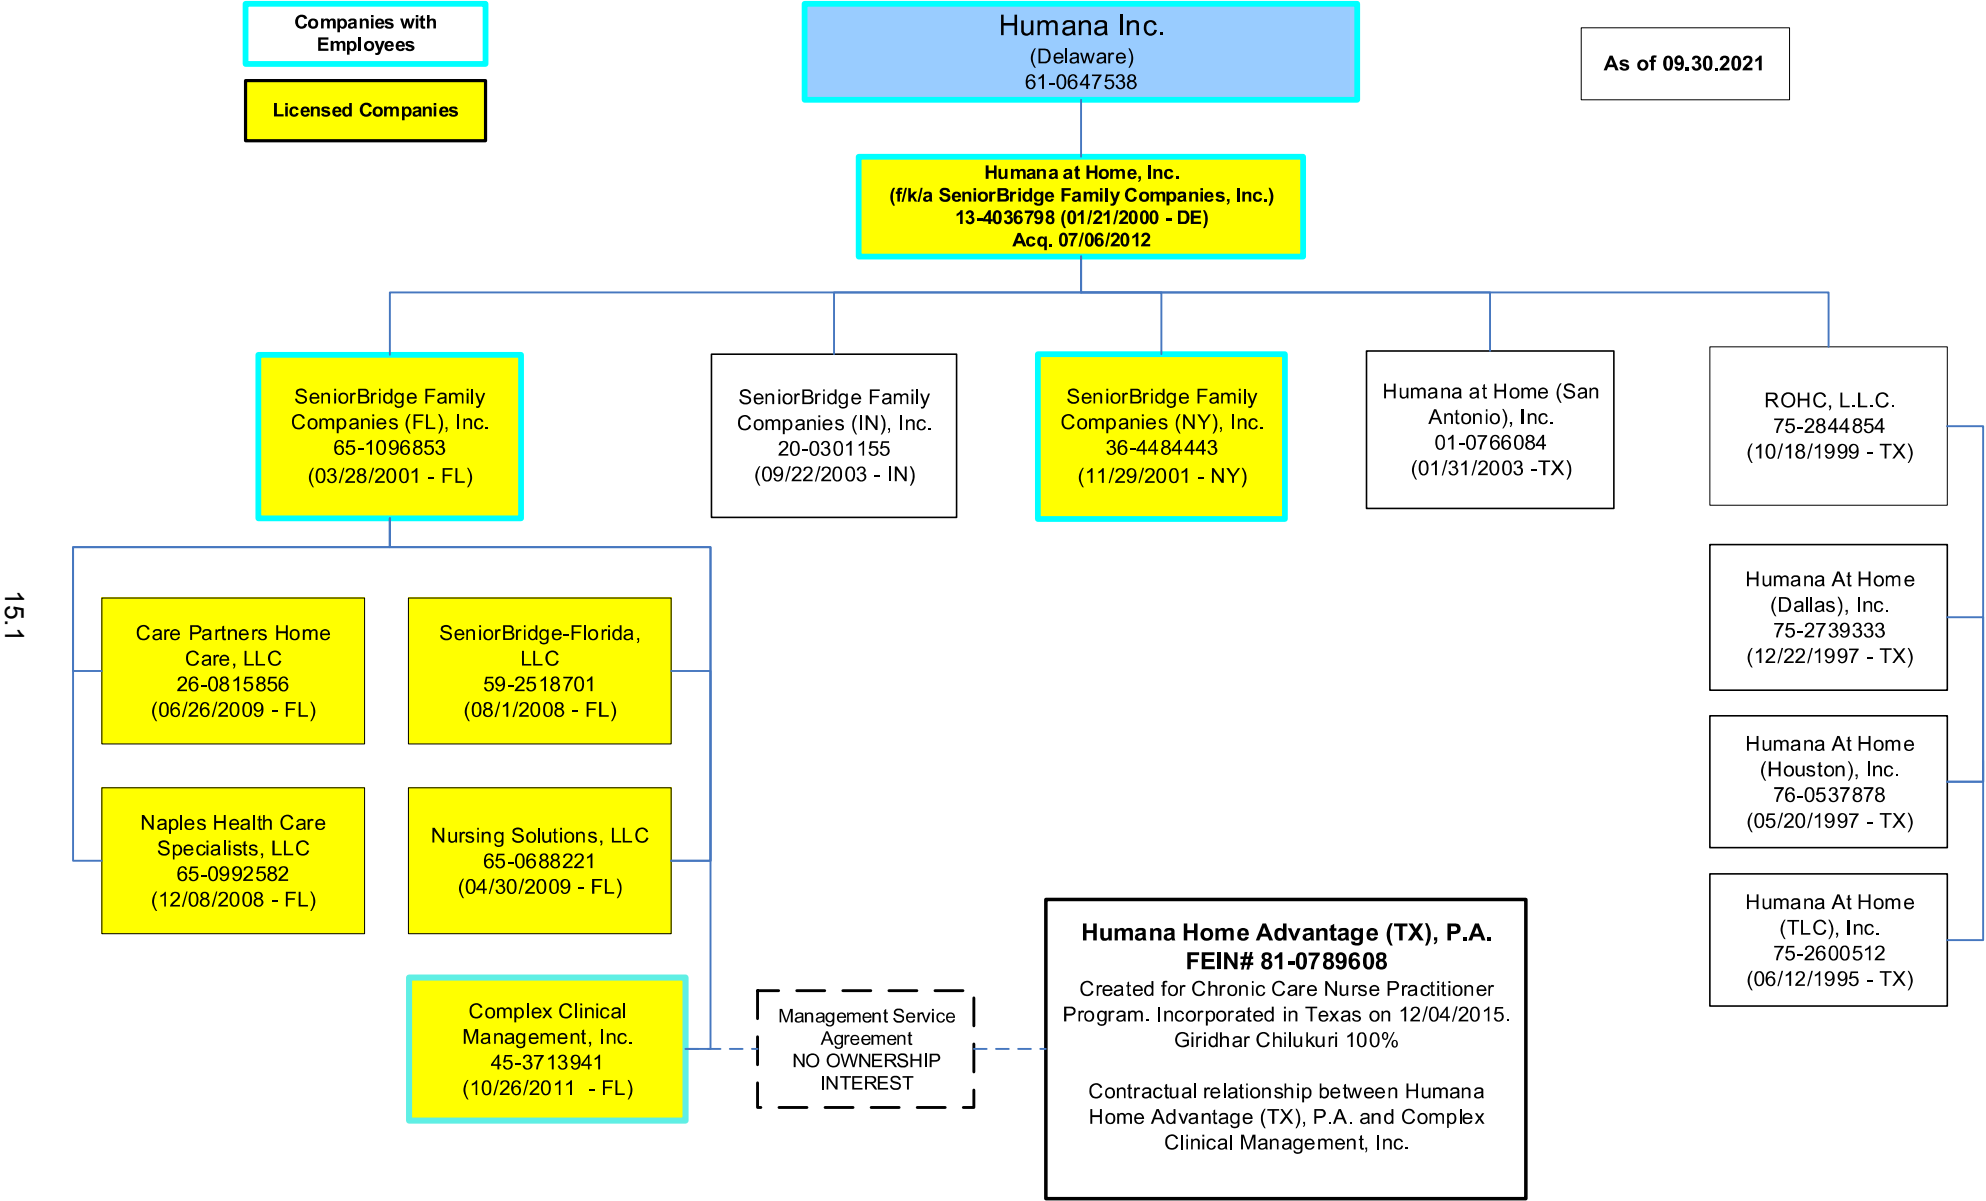 Companies with
Employees
Licensed Companies
Humana Inc.
(Delaware)
61-0647538
As of 09.30.2021
Humana at Home, Inc.
(f/k/a SeniorBridge Family Companies, Inc.)
13-4036798 (01/21/2000 - DE)
Acq. 07/06/2012
SeniorBridge Family
Companies (FL), Inc.
65-1096853
(03/28/2001 - FL)
SeniorBridge Family
Companies (IN), Inc.
20-0301155
(09/22/2003 - IN)
SeniorBridge Family
Companies (NY), Inc.
36-4484443
(11/29/2001 - NY)
Humana at Home (San
Antonio), Inc.
01-0766084
(01/31/2003 -TX)
ROHC, L.L.C.
75-2844854
(10/18/1999 - TX)
Care Partners Home
Care, LLC
26-0815856
(06/26/2009 - FL)
SeniorBridge-Florida,
LLC
59-2518701
(08/1/2008 - FL)
Humana At Home
(Dallas), Inc.
75-2739333
(12/22/1997 - TX)
Naples Health Care
Specialists, LLC
65-0992582
(12/08/2008 - FL)
Nursing Solutions, LLC
65-0688221
(04/30/2009 - FL)
Humana At Home
(Houston), Inc.
76-0537878
(05/20/1997 - TX)
Humana At Home
(TLC), Inc.
75-2600512
(06/12/1995 - TX)
Complex Clinical
Management, Inc.
45-3713941
(10/26/2011  - FL)
Management Service
Agreement
NO OWNERSHIP
INTEREST
Humana Home Advantage (TX), P.A.
FEIN# 81-0789608
Created for Chronic Care Nurse Practitioner
Program. Incorporated in Texas on 12/04/2015.
Giridhar Chilukuri 100%
Contractual relationship between Humana
Home Advantage (TX), P.A. and Complex
Clinical Management, Inc.
15.1